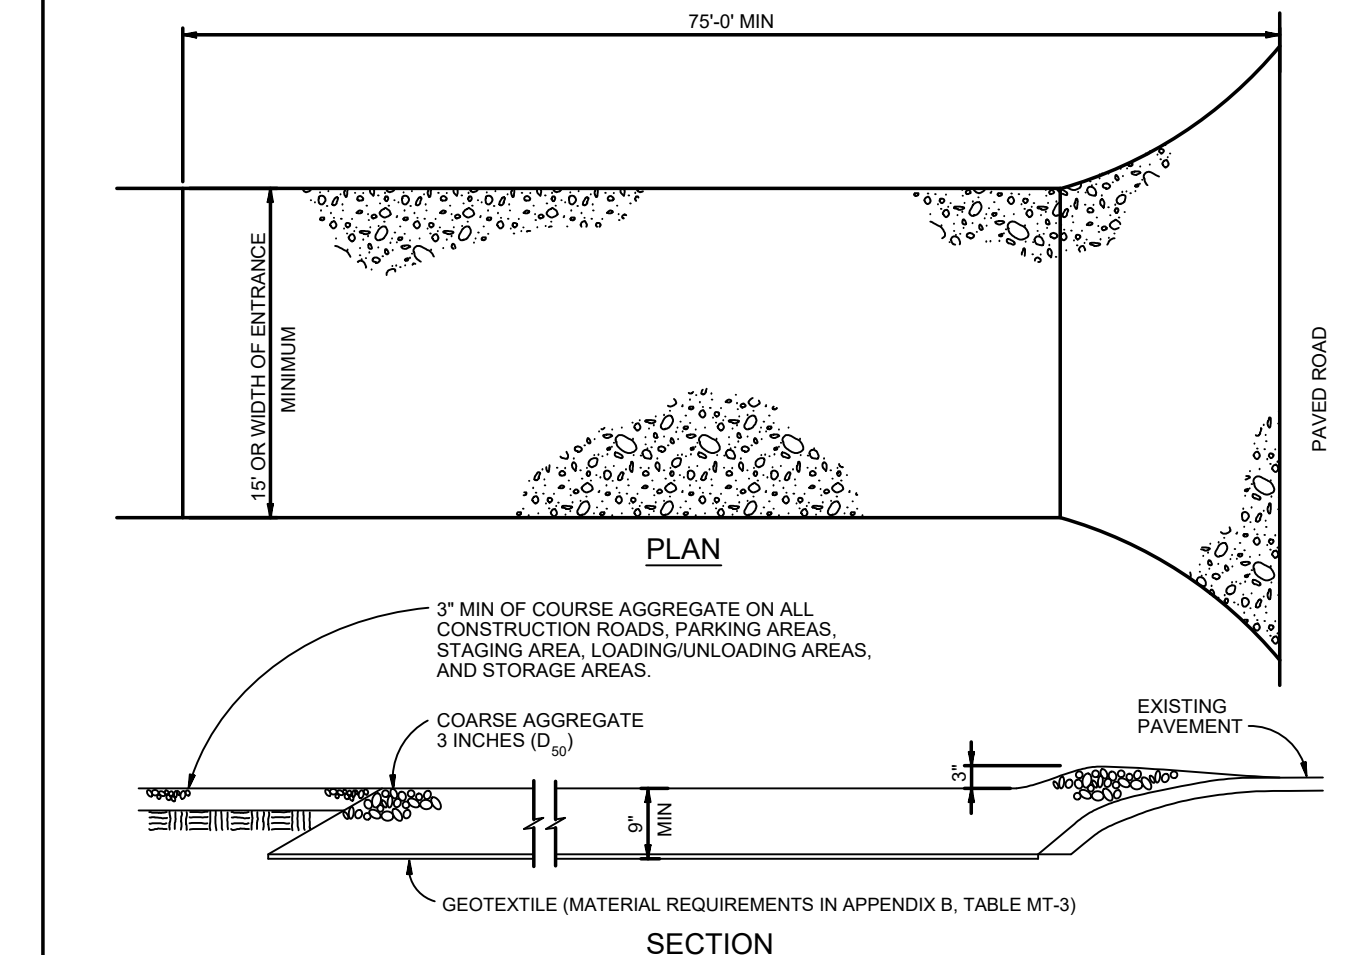 75'-0' MIN
15' OR WIDTH OF ENTRANCE
MINIMUM
PAVED ROAD
PLAN
3" MIN OF COURSE AGGREGATE ON ALL
CONSTRUCTION ROADS, PARKING AREAS,
STAGING AREA, LOADING/UNLOADING AREAS,
AND STORAGE AREAS.
COARSE AGGREGATE
3 INCHES (D50)
EXISTING
PAVEMENT
3"
9"
MIN
GEOTEXTILE (MATERIAL REQUIREMENTS IN APPENDIX B, TABLE MT-3)
SECTION